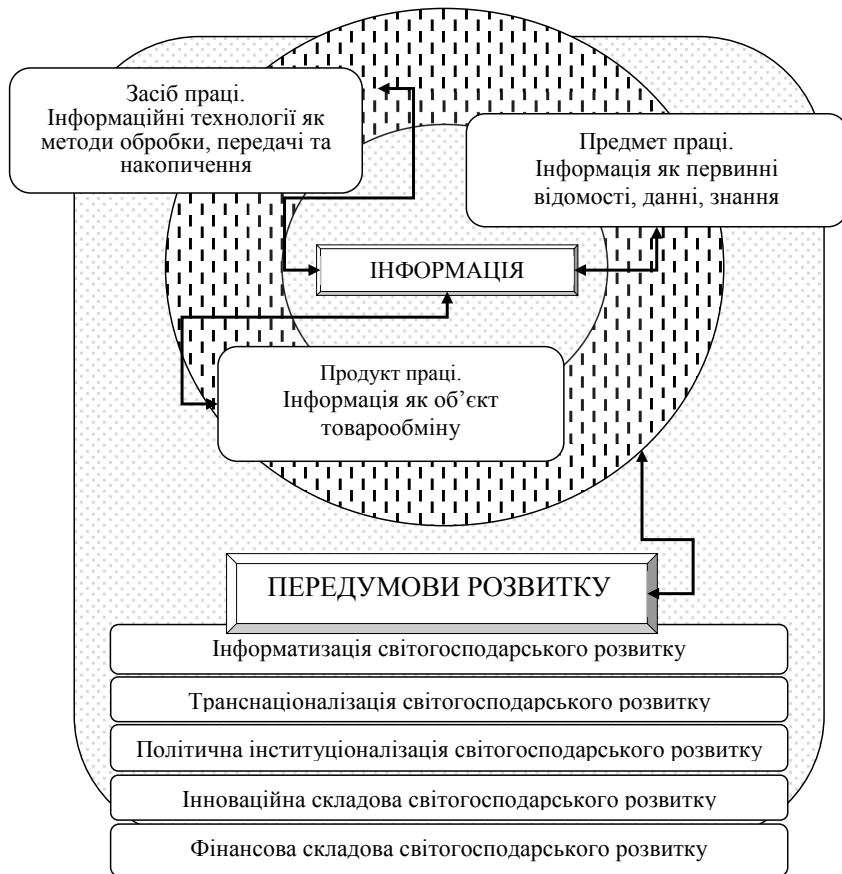 Засіб праці.
Інформаційні технології як
методи обробки, передачі та
накопичення
Предмет праці.
Інформація як первинні
відомості, данні, знання
ІНФОРМАЦІЯ
Продукт праці.
Інформація як об’єкт
товарообміну
ПЕРЕДУМОВИ РОЗВИТКУ
Інформатизація світогосподарського розвитку
Транснаціоналізація світогосподарського розвитку
Політична інституціоналізація світогосподарського розвитку
Інноваційна складова світогосподарського розвитку
Фінансова складова світогосподарського розвитку